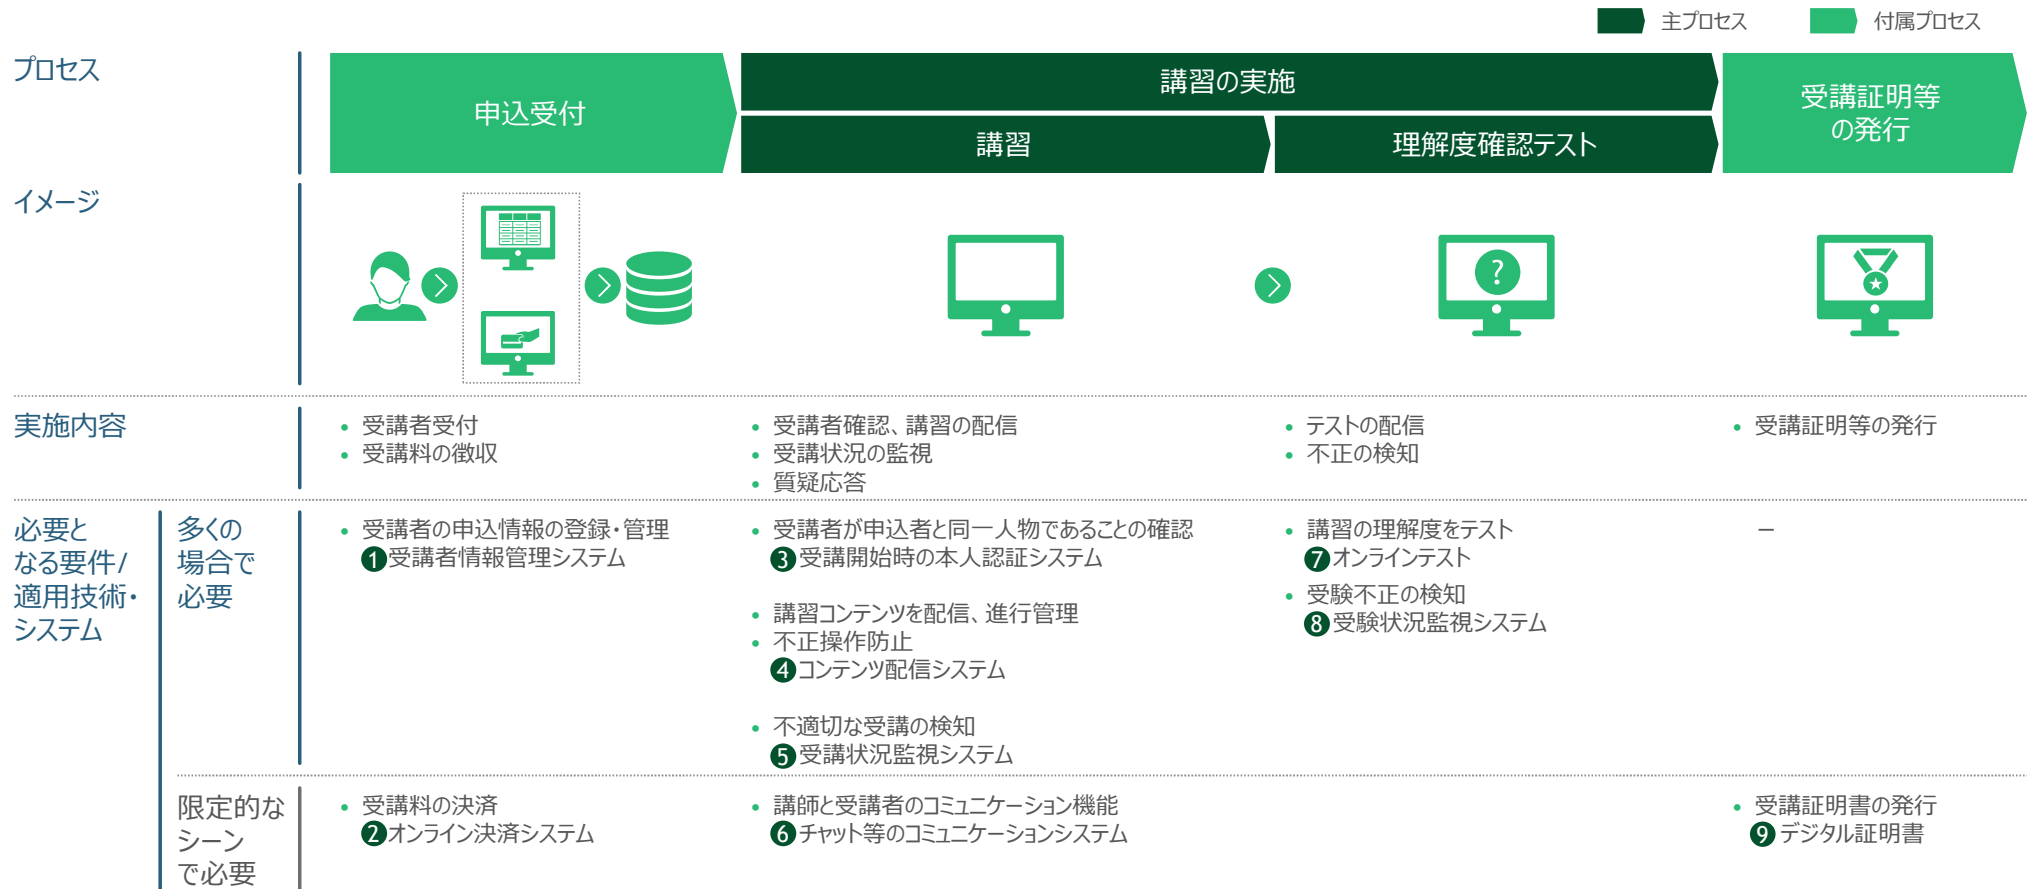 主プロセス
付属プロセス
プロセス
申込受付
講習の実施
講習
理解度確認テスト
受講証明等
の発行
イメージ
?
実施内容
• 受講者受付
• 受講料の徴収
• 受講者確認、講習の配信
• 受講状況の監視
• 質疑応答
• テストの配信
• 不正の検知
• 受講証明等の発行
必要と
なる要件/
適用技術・
システム
多くの
場合で
必要
• 受講者の申込情報の登録・管理
1受講者情報管理システム
• 受講者が申込者と同一人物であることの確認
3受講開始時の本人認証システム
• 講習コンテンツを配信、進行管理
• 不正操作防止
4コンテンツ配信システム
• 不適切な受講の検知
5受講状況監視システム
• 講習の理解度をテスト
7オンラインテスト
• 受験不正の検知
8受験状況監視システム
－
限定的な
シーン
で必要
• 受講料の決済
2オンライン決済システム
• 講師と受講者のコミュニケーション機能
6チャット等のコミュニケーションシステム
• 受講証明書の発行
9デジタル証明書